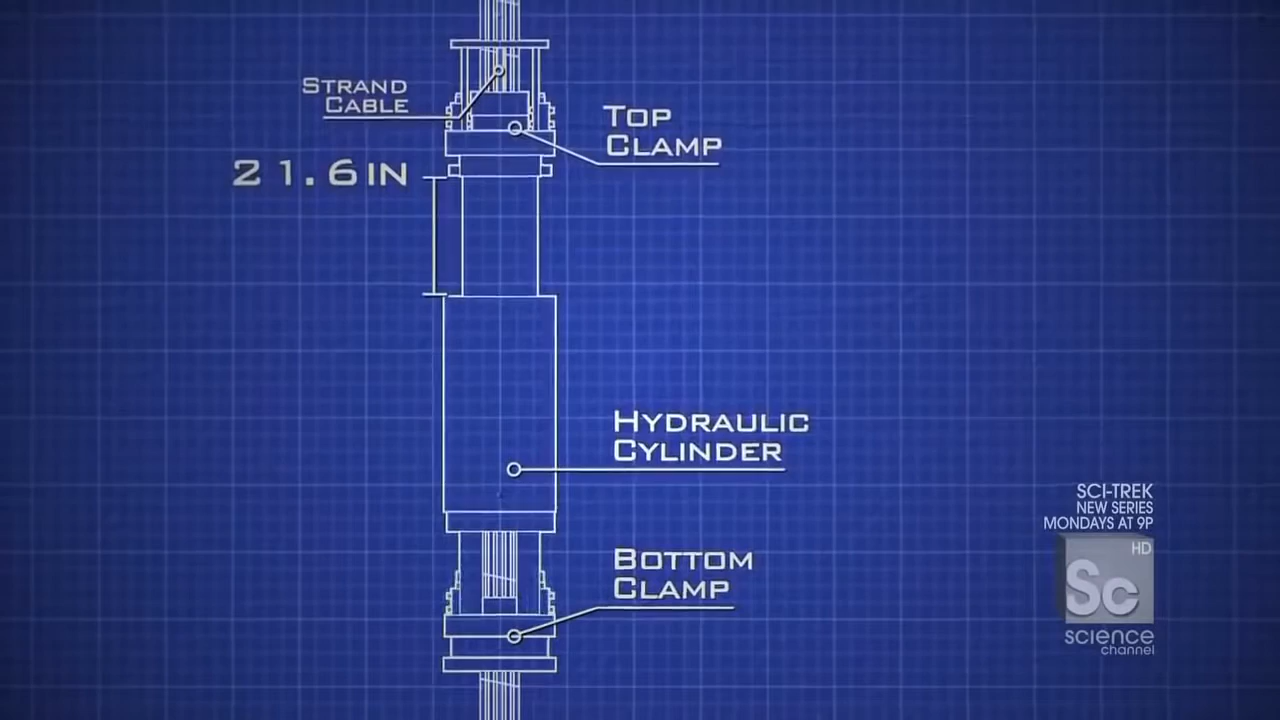 STRAND
CABLE
TOP
CLAMP
21.6IN
HYDRAULIC
CYLINDER
BOTTOM
CLAMP
SCI-TREK
NEW SERIES
MONDAYS AT 9P
HD
Sc
science
channel